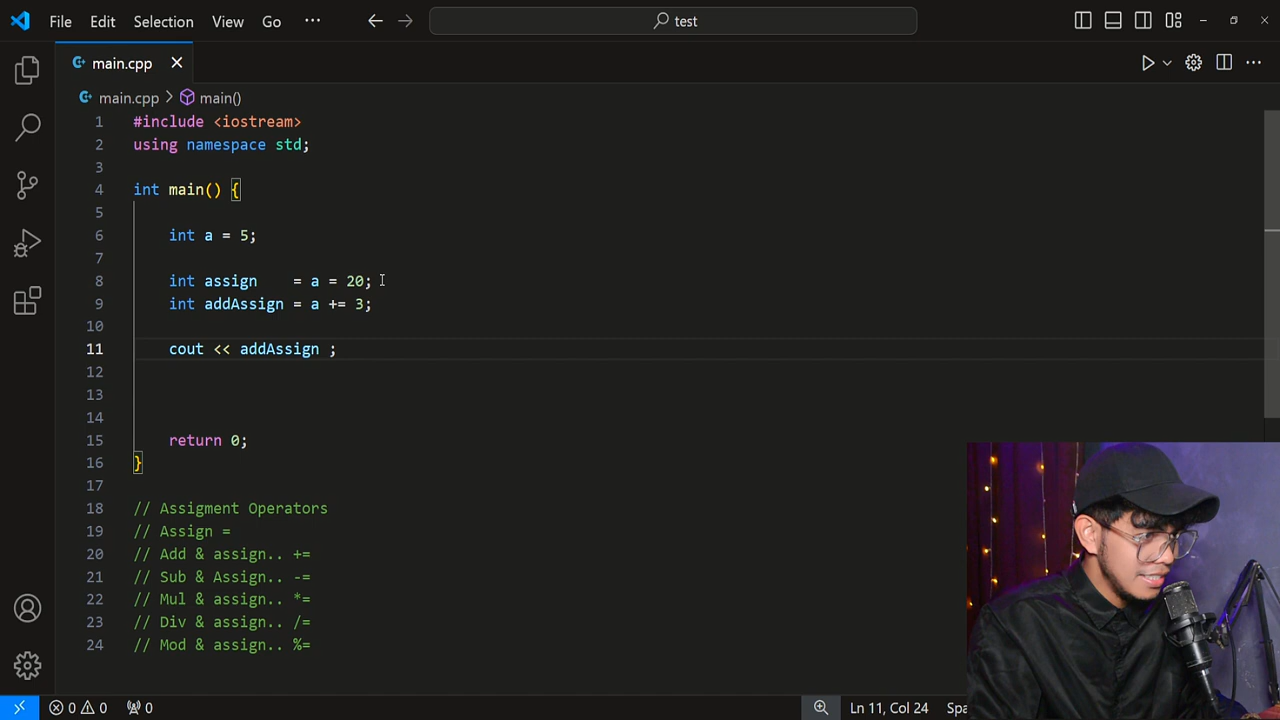 File Edit Selection View Go ··· test
main.cpp
main.cpp > main()
1 #include <iostream>
2 using namespace std;
3
4 int main() {
5
6 int a = 5;
7
8 int assign    = a = 20;
9 int addAssign = a += 3;
10
11 cout << addAssign ;
12
13
14
15 return 0;
16 }
17
18 // Assigment Operators
19 // Assign =
20 // Add & assign.. +=
21 // Sub & Assign.. -=
22 // Mul & assign.. *=
23 // Div & assign.. /=
24 // Mod & assign.. %=
0 0 0 Ln 11, Col 24 Spa